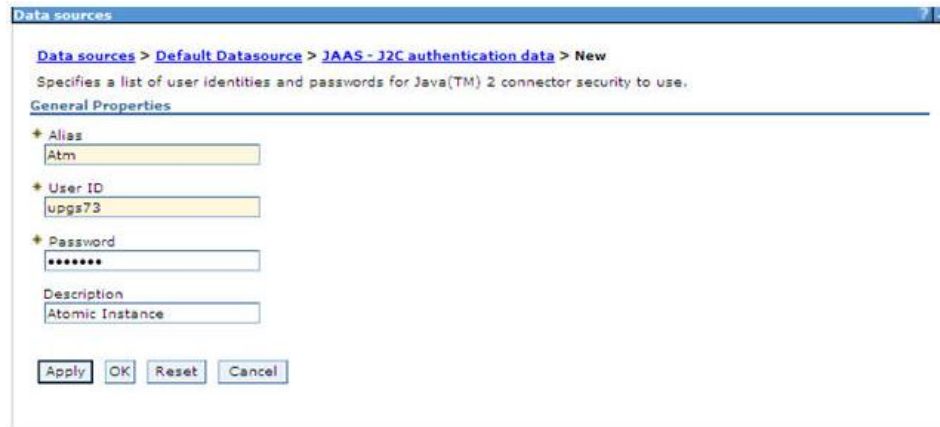 Data sources
?
Data sources > Default Datasource > JAAS - J2C authentication data > New
Specifies a list of user identities and passwords for Java(TM) 2 connector security to use.
General Properties
Alias
Atm
User ID
upgs73
Password
•••••••
Description
Atomic Instance
Apply OK Reset Cancel